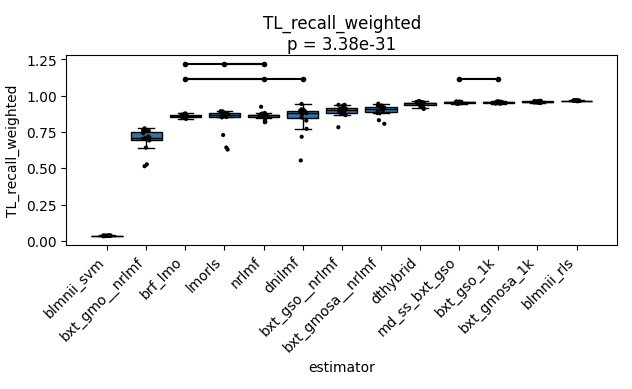 TL_recall_weighted
p = 3.38e-31
TL_recall_weighted
1.25
1.00
0.75
0.50
0.25
0.00
blmnii_svm
bxt_gmo__nrlmf
brf_lmo
lmorls
nrlmf
dnilmf
bxt_gso__nrlmf
bxt_gmosa__nrlmf
dthybrid
md_ss_bxt_gso
bxt_gso_1k
bxt_gmosa_1k
blmnii_rls
estimator